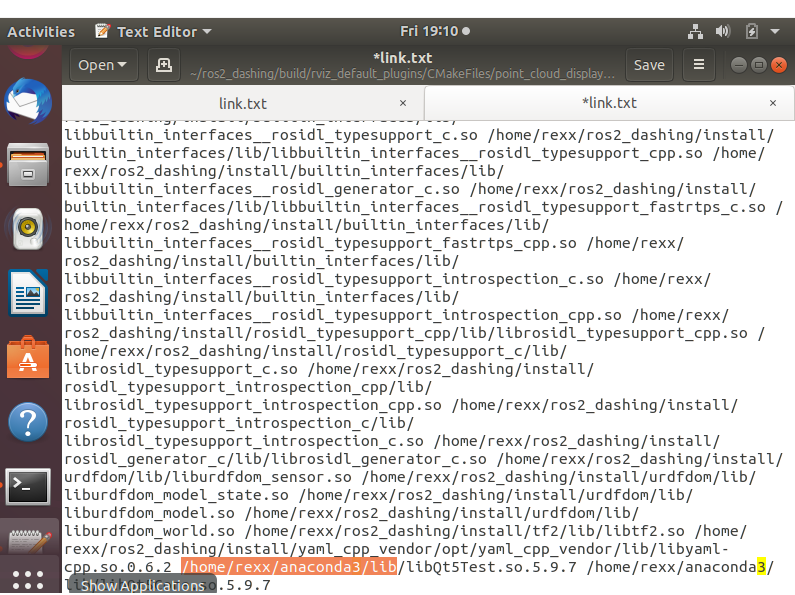 Activities
Text Editor
Fri 19:10
Open
*link.txt
~/ros2_dashing/build/rviz_default_plugins/CMakeFiles/point_cloud_display…
Save
link.txt
*link.txt
libbuiltin_interfaces__rosidl_typesupport_c.so /home/rexx/ros2_dashing/install/
builtin_interfaces/lib/libbuiltin_interfaces__rosidl_typesupport_cpp.so /home/
rexx/ros2_dashing/install/builtin_interfaces/lib/
libbuiltin_interfaces__rosidl_generator_c.so /home/rexx/ros2_dashing/install/
builtin_interfaces/lib/libbuiltin_interfaces__rosidl_typesupport_fastrtps_c.so /
home/rexx/ros2_dashing/install/builtin_interfaces/lib/
libbuiltin_interfaces__rosidl_typesupport_fastrtps_cpp.so /home/rexx/
ros2_dashing/install/builtin_interfaces/lib/
libbuiltin_interfaces__rosidl_typesupport_introspection_c.so /home/rexx/
ros2_dashing/install/builtin_interfaces/lib/
libbuiltin_interfaces__rosidl_typesupport_introspection_cpp.so /home/rexx/
ros2_dashing/install/rosidl_typesupport_cpp/lib/librosidl_typesupport_cpp.so /
home/rexx/ros2_dashing/install/rosidl_typesupport_c/lib/
librosidl_typesupport_c.so /home/rexx/ros2_dashing/install/
rosidl_typesupport_introspection_cpp/lib/
librosidl_typesupport_introspection_cpp.so /home/rexx/ros2_dashing/install/
rosidl_typesupport_introspection_c/lib/
librosidl_typesupport_introspection_c.so /home/rexx/ros2_dashing/install/
rosidl_generator_c/lib/librosidl_generator_c.so /home/rexx/ros2_dashing/install/
urdfdom/lib/liburdfdom_sensor.so /home/rexx/ros2_dashing/install/urdfdom/lib/
liburdfdom_model_state.so /home/rexx/ros2_dashing/install/urdfdom/lib/
liburdfdom_model.so /home/rexx/ros2_dashing/install/urdfdom/lib/
liburdfdom_world.so /home/rexx/ros2_dashing/install/tf2/lib/libtf2.so /home/
rexx/ros2_dashing/install/yaml_cpp_vendor/opt/yaml_cpp_vendor/lib/libyaml-
cpp.so.0.6.2 /home/rexx/anaconda3/lib/libQt5Test.so.5.9.7 /home/rexx/anaconda3/
so.5.9.7
Show Applications